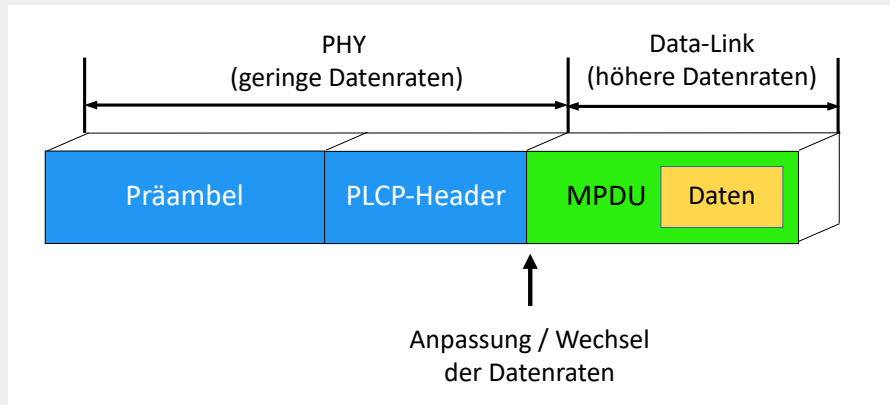 PHY
(geringe Datenraten)
Data-Link
(höhere Datenraten)
Präambel
PLCP-Header
MPDU
Daten
Anpassung / Wechsel
der Datenraten